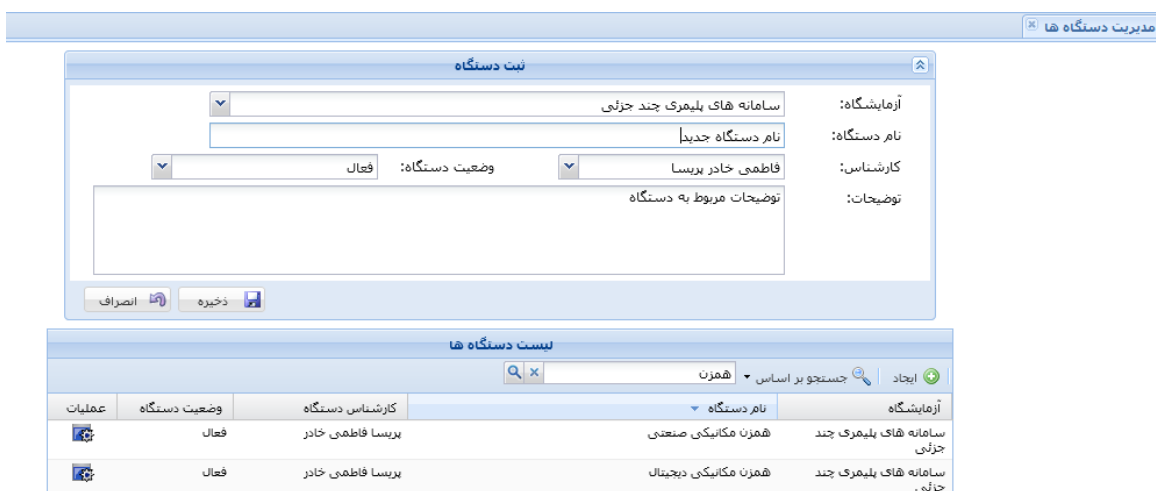 مدیریت دستگاه ها
ثبت دستگاه
آزمایشگاه: سامانه های پلیمری چند جزئی
نام دستگاه: نام دستگاه جدید
کارشناس: فاطمی خادر پریسا وضعیت دستگاه: فعال
توضیحات: توضیحات مربوط به دستگاه
ذخیره انصراف
لیست دستگاه ها
ایجاد جستجو بر اساس همزن
آزمایشگاه نام دستگاه کارشناس دستگاه وضعیت دستگاه عملیات
سامانه های پلیمری چند همزن مکانیکی صنعتی پریسا فاطمی خادر فعال
جزئی
سامانه های پلیمری چند همزن مکانیکی دیجیتال پریسا فاطمی خادر فعال
جزئی